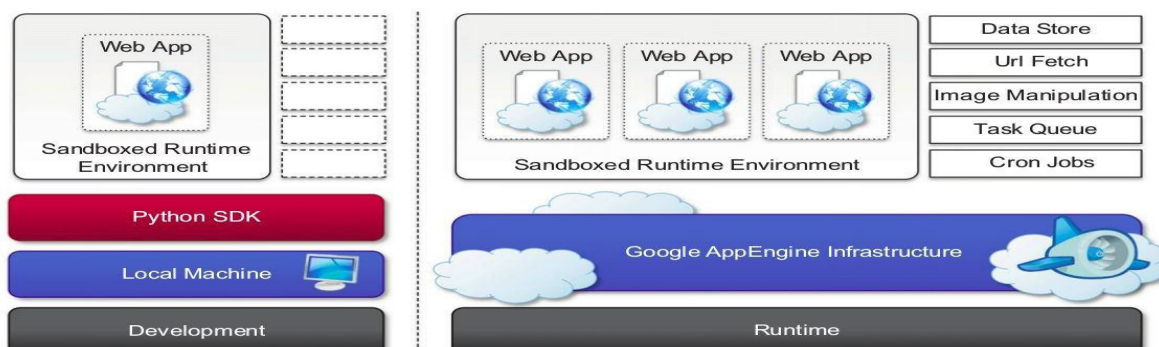 Web App
Sandboxed Runtime
Environment
Python SDK
Local Machine
Development
Web App
Web App
Web App
Sandboxed Runtime Environment
Data Store
Url Fetch
Image Manipulation
Task Queue
Cron Jobs
Google AppEngine Infrastructure
Runtime